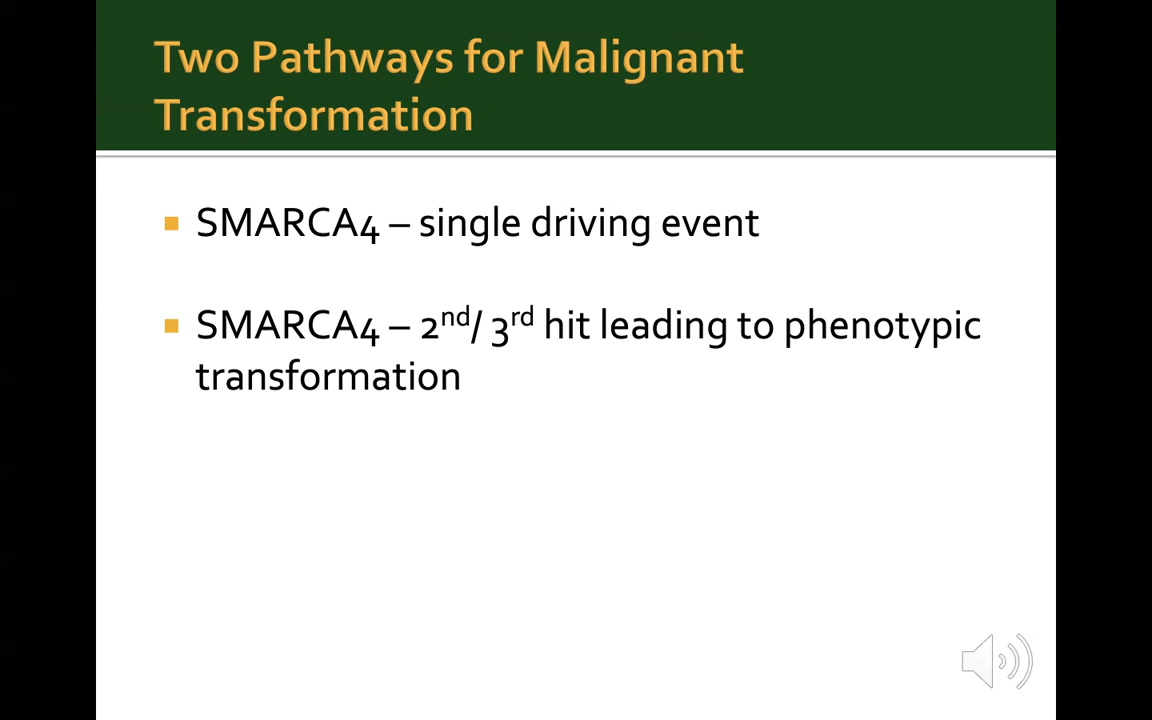 Two Pathways for Malignant
Transformation
SMARCA4 – single driving event
SMARCA4 – 2nd/ 3rd hit leading to phenotypic
transformation